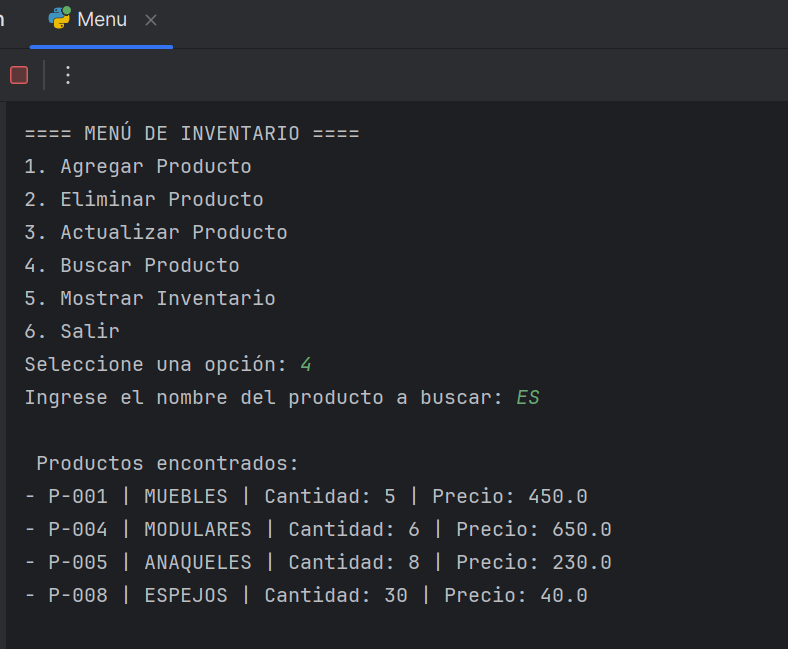 Menu
==== MENÚ DE INVENTARIO ====
1. Agregar Producto
2. Eliminar Producto
3. Actualizar Producto
4. Buscar Producto
5. Mostrar Inventario
6. Salir
Seleccione una opción: 4
Ingrese el nombre del producto a buscar: ES
Productos encontrados:
- P-001 | MUEBLES | Cantidad: 5 | Precio: 450.0
- P-004 | MODULARES | Cantidad: 6 | Precio: 650.0
- P-005 | ANAQUELES | Cantidad: 8 | Precio: 230.0
- P-008 | ESPEJOS | Cantidad: 30 | Precio: 40.0